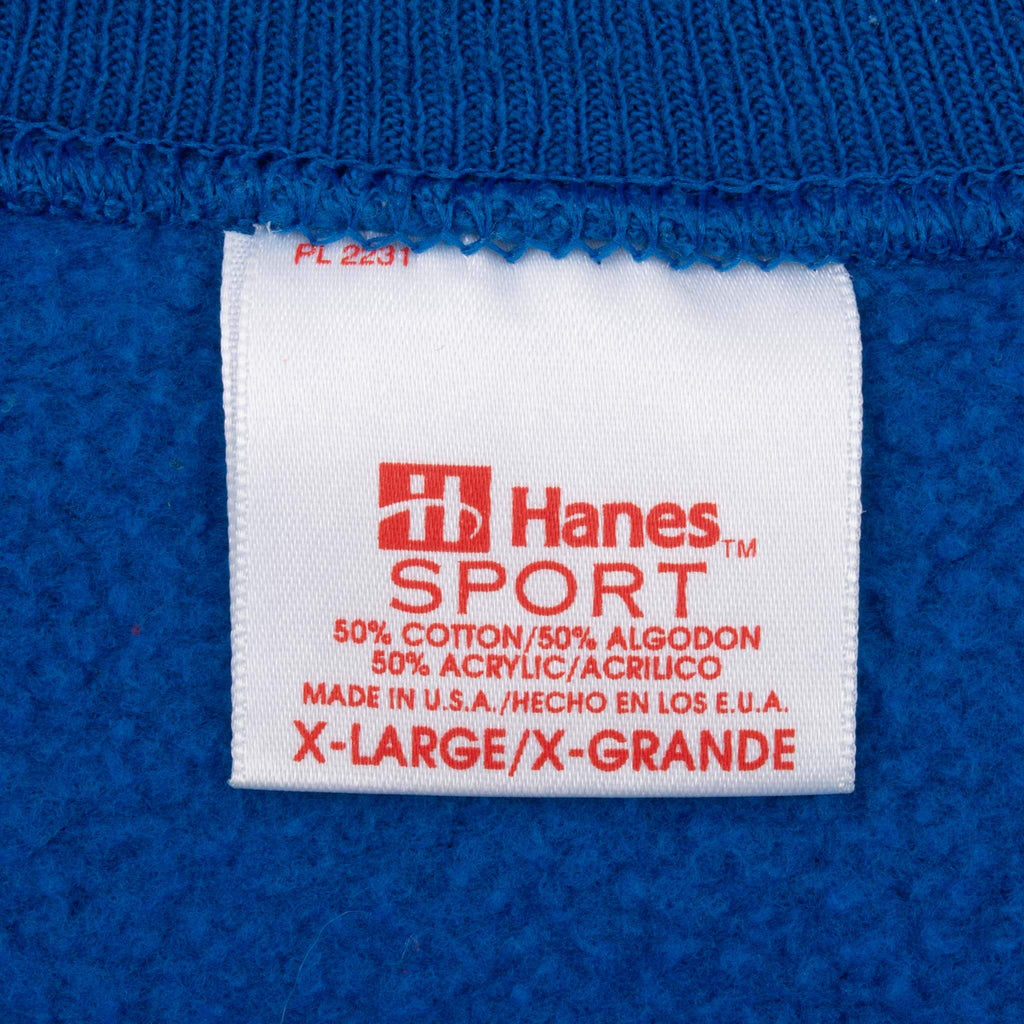 PL 2231
H Hanes TM
SPORT
50% COTTON/50% ALGODON
50% ACRYLIC/ACRILICO
MADE IN U.S.A./HECHO EN LOS E.U.A.
X-LARGE/X-GRANDE